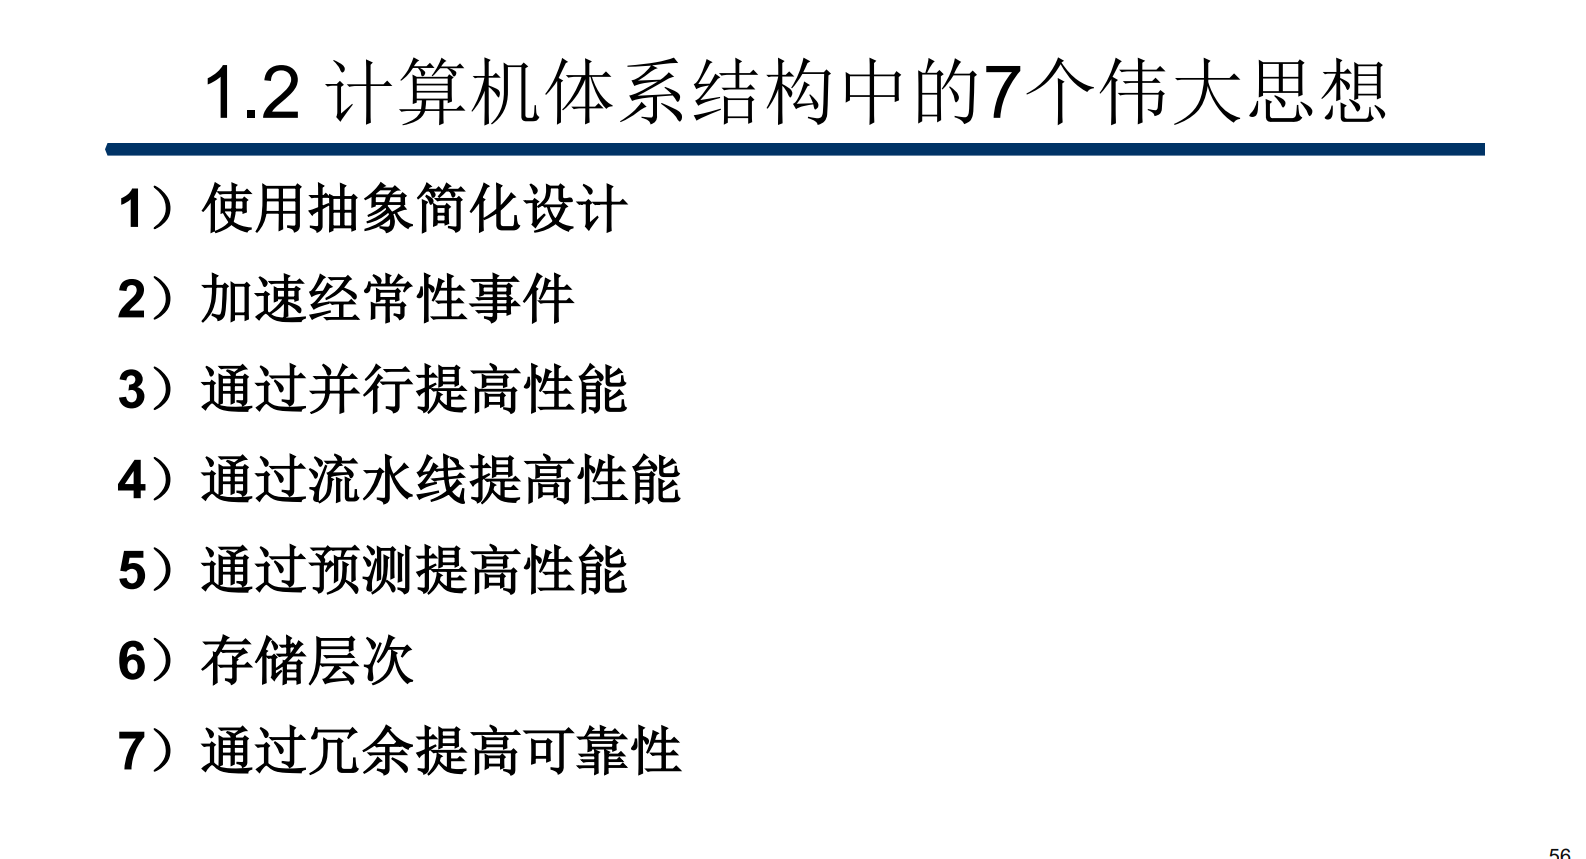 1.2 计算机体系结构中的7个伟大思想
1）使用抽象简化设计
2）加速经常性事件
3）通过并行提高性能
4）通过流水线提高性能
5）通过预测提高性能
6）存储层次
7）通过冗余提高可靠性
56